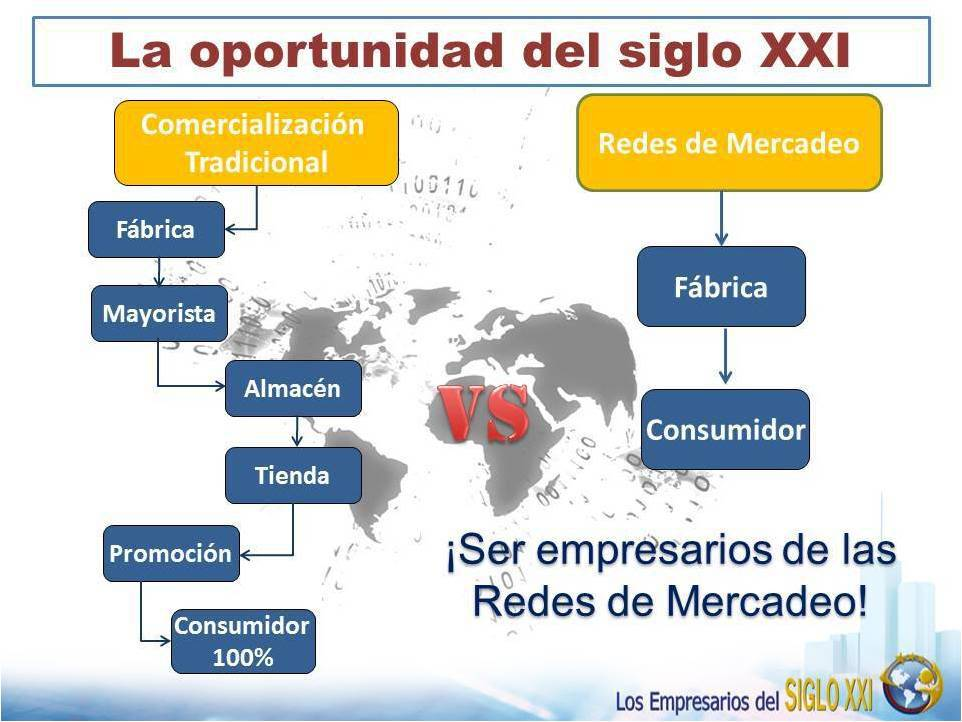 La oportunidad del siglo XXI
Comercialización
Tradicional
Fábrica
Mayorista
Almacén
Tienda
Promoción
Consumidor
100%
VS
Redes de Mercadeo
Fábrica
Consumidor
¡Ser empresarios de las
Redes de Mercadeo!
Los Empresarios del SIGLO XXI